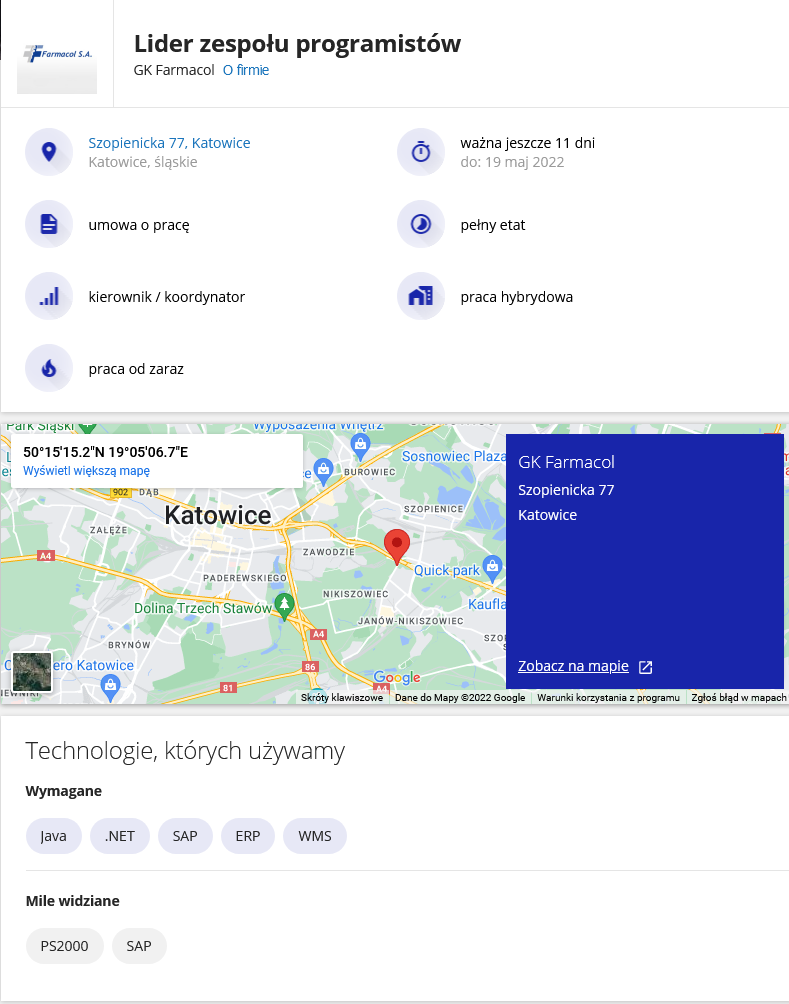 Farmacol S.A.
Lider zespołu programistów
GK Farmacol O firmie
Szopienicka 77, Katowice
Katowice, śląskie
ważna jeszcze 11 dni
do: 19 maj 2022
umowa o pracę
pełny etat
kierownik / koordynator
praca hybrydowa
praca od zaraz
Park Śląski
Wyposażenia Wnętrz
50°15'15.2"N 19°05'06.7"E
Wyświetl większą mapę
Sosnowiec Plaza
BUROWIEC
902
DĄB
Katowice
SZOPIENICE
ZAŁĘŻE
A4
ZAWODZIE
Quick park
PADEREWSKIEGO
NIKISZOWIEC
Dolina Trzech Stawów
Kaufla
JANÓW-NIKISZOWIEC
A4
BRYNÓW
86
ero Katowice
81
A4
Google
Skróty klawiszowe
Dane do Mapy ©2022 Google
Warunki korzystania z programu
Zgłoś błąd w mapach
GK Farmacol
Szopienicka 77
Katowice
Zobacz na mapie
Technologie, których używamy
Wymagane
Java .NET SAP ERP WMS
Mile widziane
PS2000 SAP